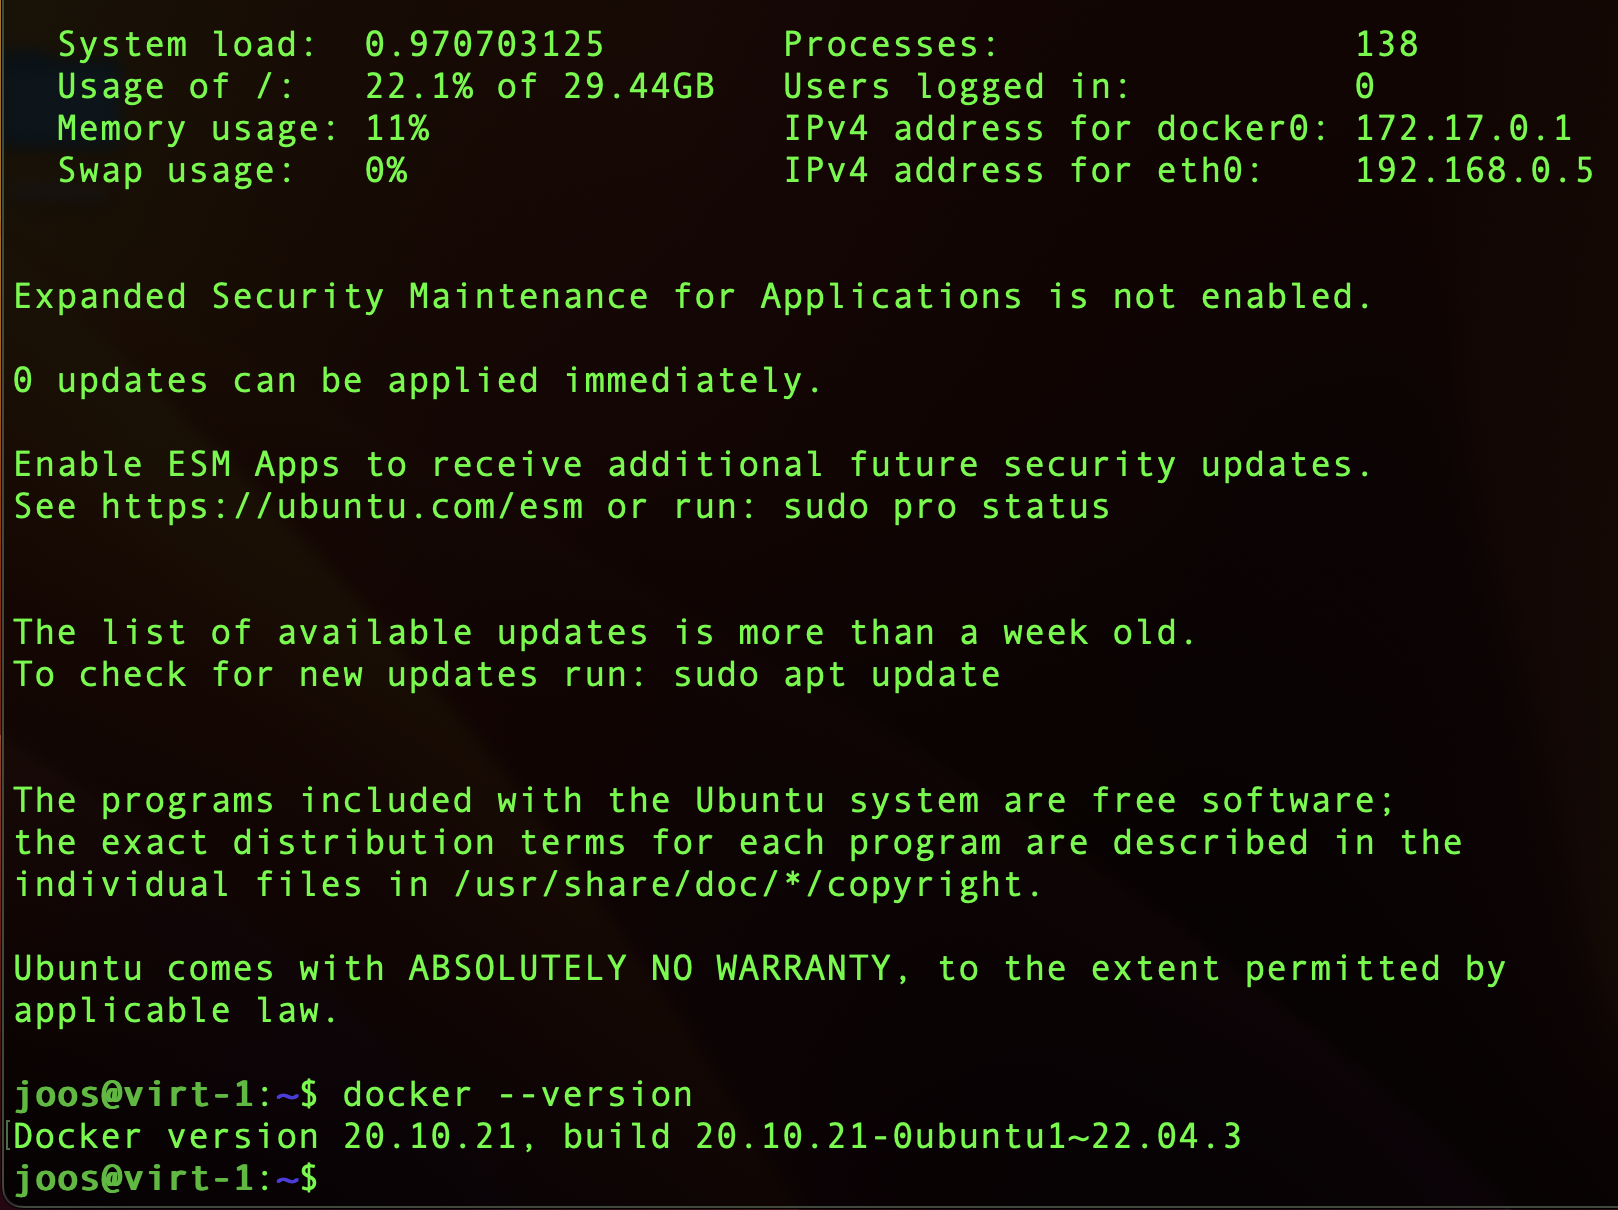 System load:  0.970703125        Processes:                138
Usage of /:   22.1% of 29.44GB   Users logged in:          0
Memory usage: 11%                IPv4 address for docker0: 172.17.0.1
Swap usage:   0%                 IPv4 address for eth0:    192.168.0.5
Expanded Security Maintenance for Applications is not enabled.
0 updates can be applied immediately.
Enable ESM Apps to receive additional future security updates.
See https://ubuntu.com/esm or run: sudo pro status
The list of available updates is more than a week old.
To check for new updates run: sudo apt update
The programs included with the Ubuntu system are free software;
the exact distribution terms for each program are described in the
individual files in /usr/share/doc/*/copyright.
Ubuntu comes with ABSOLUTELY NO WARRANTY, to the extent permitted by
applicable law.
joos@virt-1:~$ docker --version
Docker version 20.10.21, build 20.10.21-0ubuntu1~22.04.3
joos@virt-1:~$